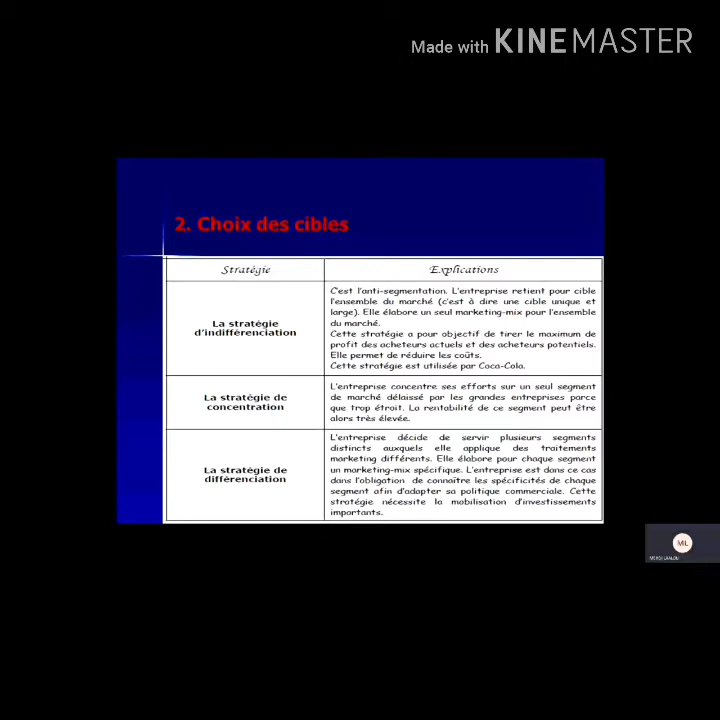 Made with KINEMASTER
2. Choix des cibles
Stratégie
Explications
La stratégie
d'indifférenciation
C'est l'anti-segmentation. L'entreprise retient pour cible
l'ensemble du marché (c'est à dire une cible unique et
large). Elle élabore un seul marketing-mix pour l'ensemble
du marché.
Cette stratégie a pour objectif de tirer le maximum de
profit des acheteurs actuels et des acheteurs potentiels.
Elle permet de réduire les coûts.
Cette stratégie est utilisée par Coca-Cola.
La stratégie de
concentration
L'entreprise concentre ses efforts sur un seul segment
de marché délaissé par les grandes entreprises parce
que trop étroit. La rentabilité de ce segment peut être
alors très élevée.
La stratégie de
différenciation
L'entreprise décide de servir plusieurs segments
distincts auxquels elle applique des traitements
marketing différents. Elle élabore pour chaque segment
un marketing-mix spécifique. L'entreprise est dans ce cas
dans l'obligation de connaître les spécificités de chaque
segment afin d'adapter sa politique commerciale. Cette
stratégie nécessite la mobilisation d'investissements
importants.
ML